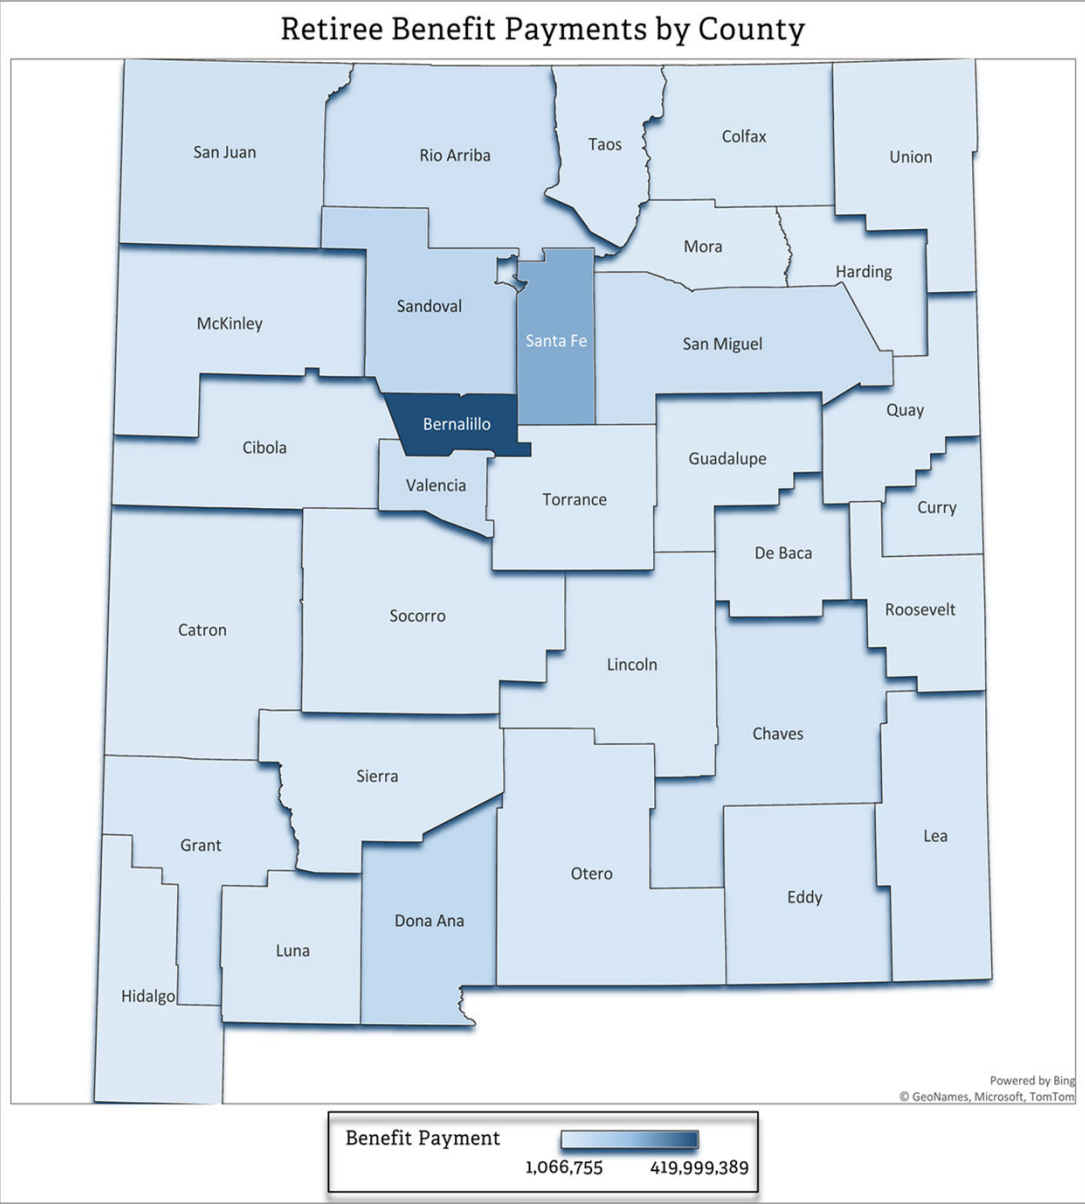 Retiree Benefit Payments by County
San Juan
Rio Arriba
Taos
Colfax
Union
Mora
Harding
Sandoval
McKinley
Santa Fe
San Miguel
Quay
Bernalillo
Cibola
Guadalupe
Valencia
Torrance
Curry
De Baca
Roosevelt
Socorro
Catron
Lincoln
Chaves
Sierra
Lea
Grant
Otero
Eddy
Dona Ana
Luna
Hidalgo
Powered by Bing
© GeoNames, Microsoft, TomTom
Benefit Payment
1,066,755 419,999,389